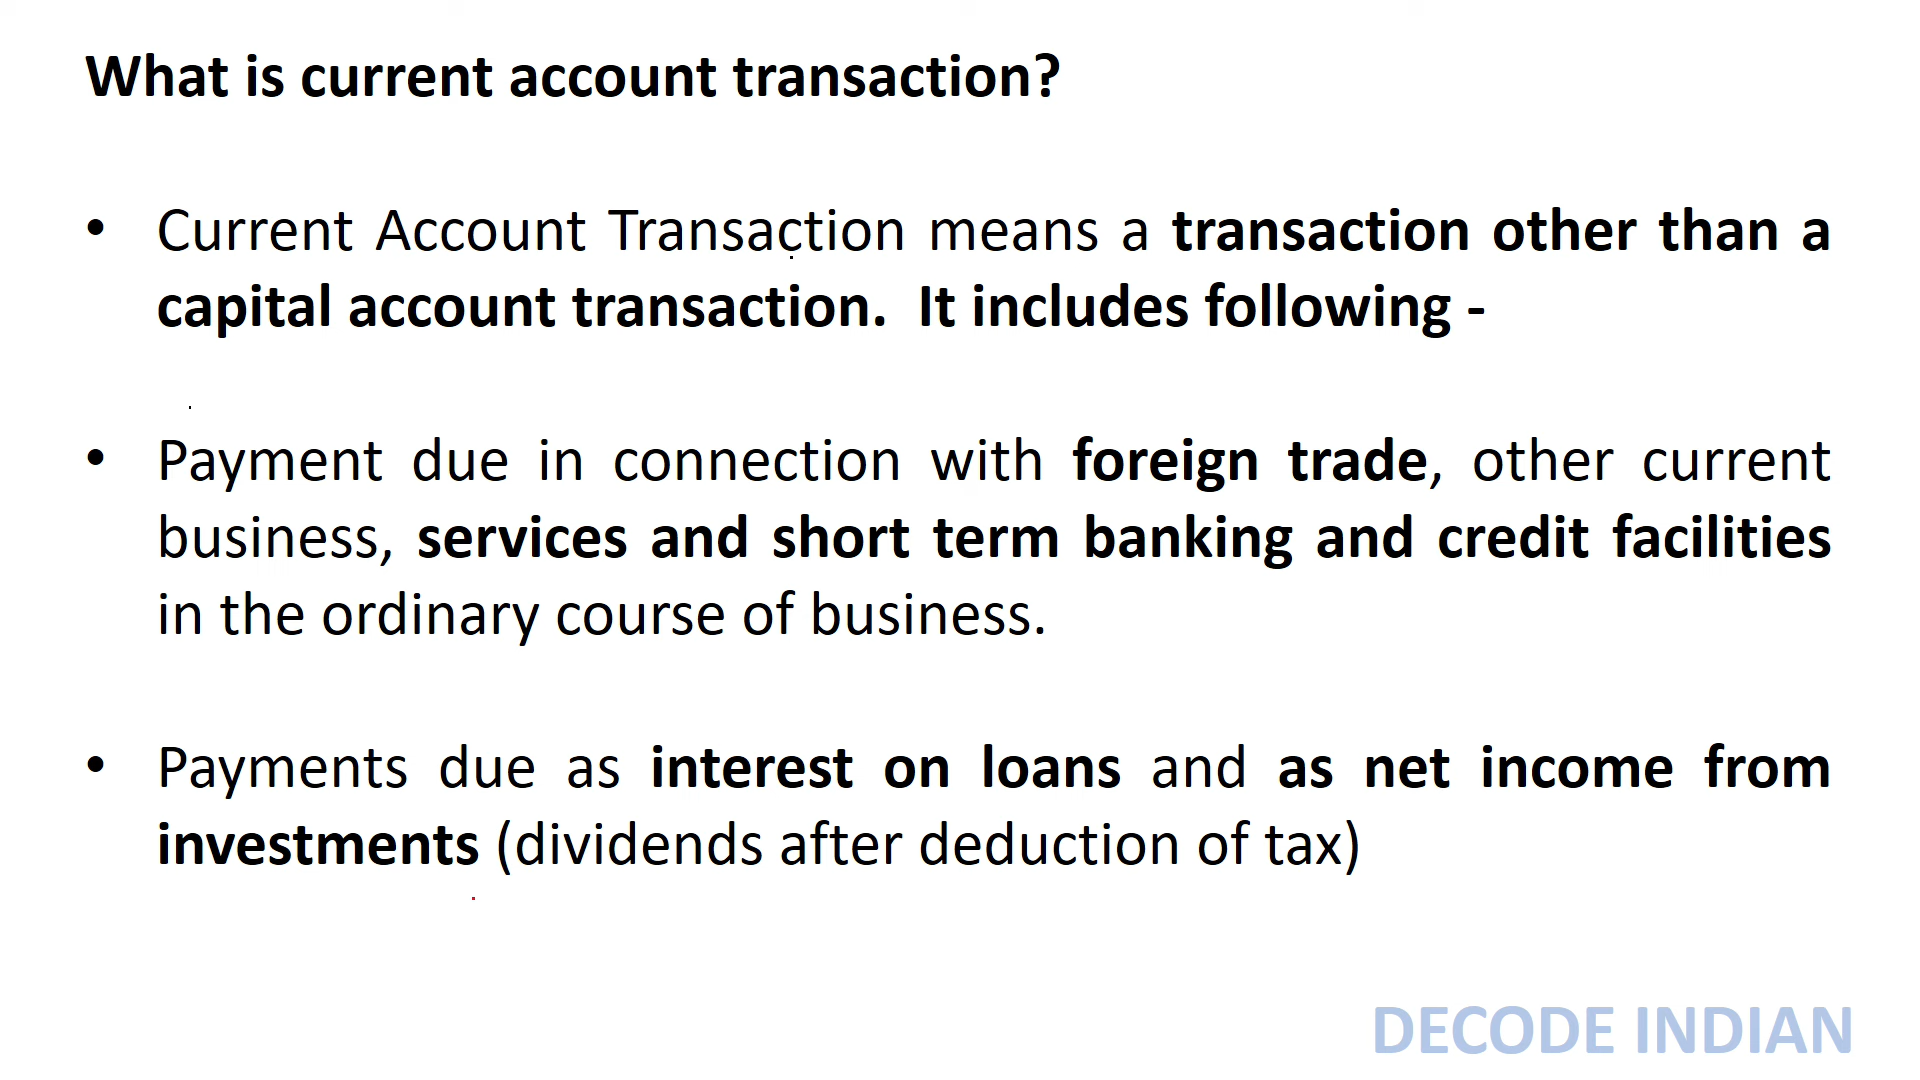 What is current account transaction?
• Current Account Transaction means a transaction other than a
capital account transaction.  It includes following -
• Payment due in connection with foreign trade, other current
business, services and short term banking and credit facilities
in the ordinary course of business.
• Payments due as interest on loans and as net income from
investments (dividends after deduction of tax)
DECODE INDIAN